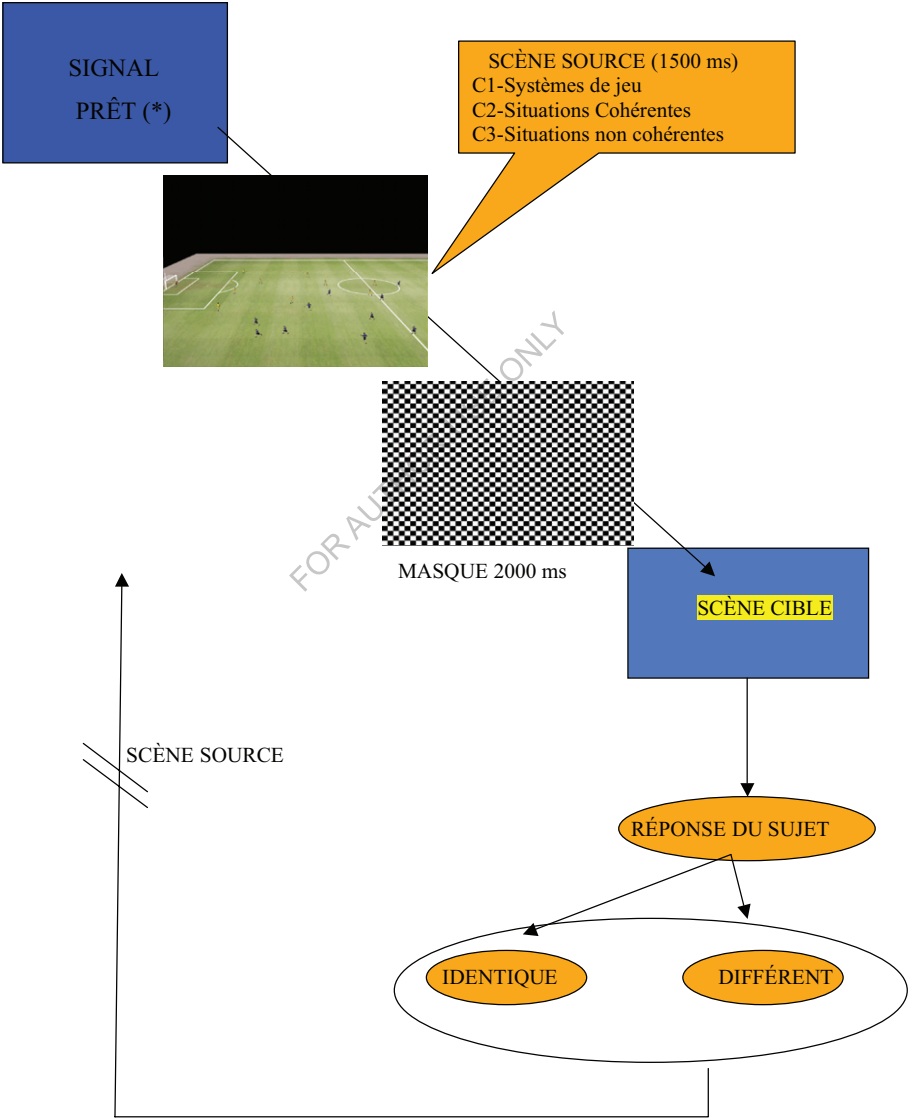 SIGNAL
PRÊT (*)
SCÈNE SOURCE (1500 ms)
C1-Systèmes de jeu
C2-Situations Cohérentes
C3-Situations non cohérentes
MASQUE 2000 ms
SCÈNE CIBLE
SCÈNE SOURCE
RÉPONSE DU SUJET
IDENTIQUE
DIFFÉRENT